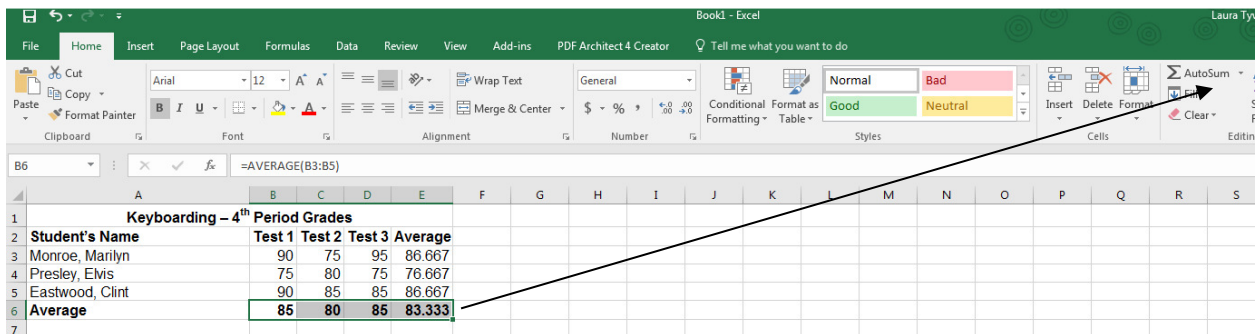 Book1 - Excel
Laura Tyv
File Home Insert Page Layout Formulas Data Review View Add-ins PDF Architect 4 Creator Tell me what you want to do
Paste
Cut
Copy
Format Painter
Clipboard
Arial 12
B I U
Font
Wrap Text
Merge & Center
Alignment
General
$ % , .00
Number
Conditional Formatting
Format as Table
Normal Bad
Good Neutral
Styles
Insert Delete Format
Cells
AutoSum
Clear
Editin
B6 fx =AVERAGE(B3:B5)
A B C D E F G H I J K L M N O P Q R S
1 Keyboarding – 4th Period Grades
2 Student's Name Test 1 Test 2 Test 3 Average
3 Monroe, Marilyn 90 75 95 86.667
4 Presley, Elvis 75 80 75 76.667
5 Eastwood, Clint 90 85 85 86.667
6 Average 85 80 85 83.333
7